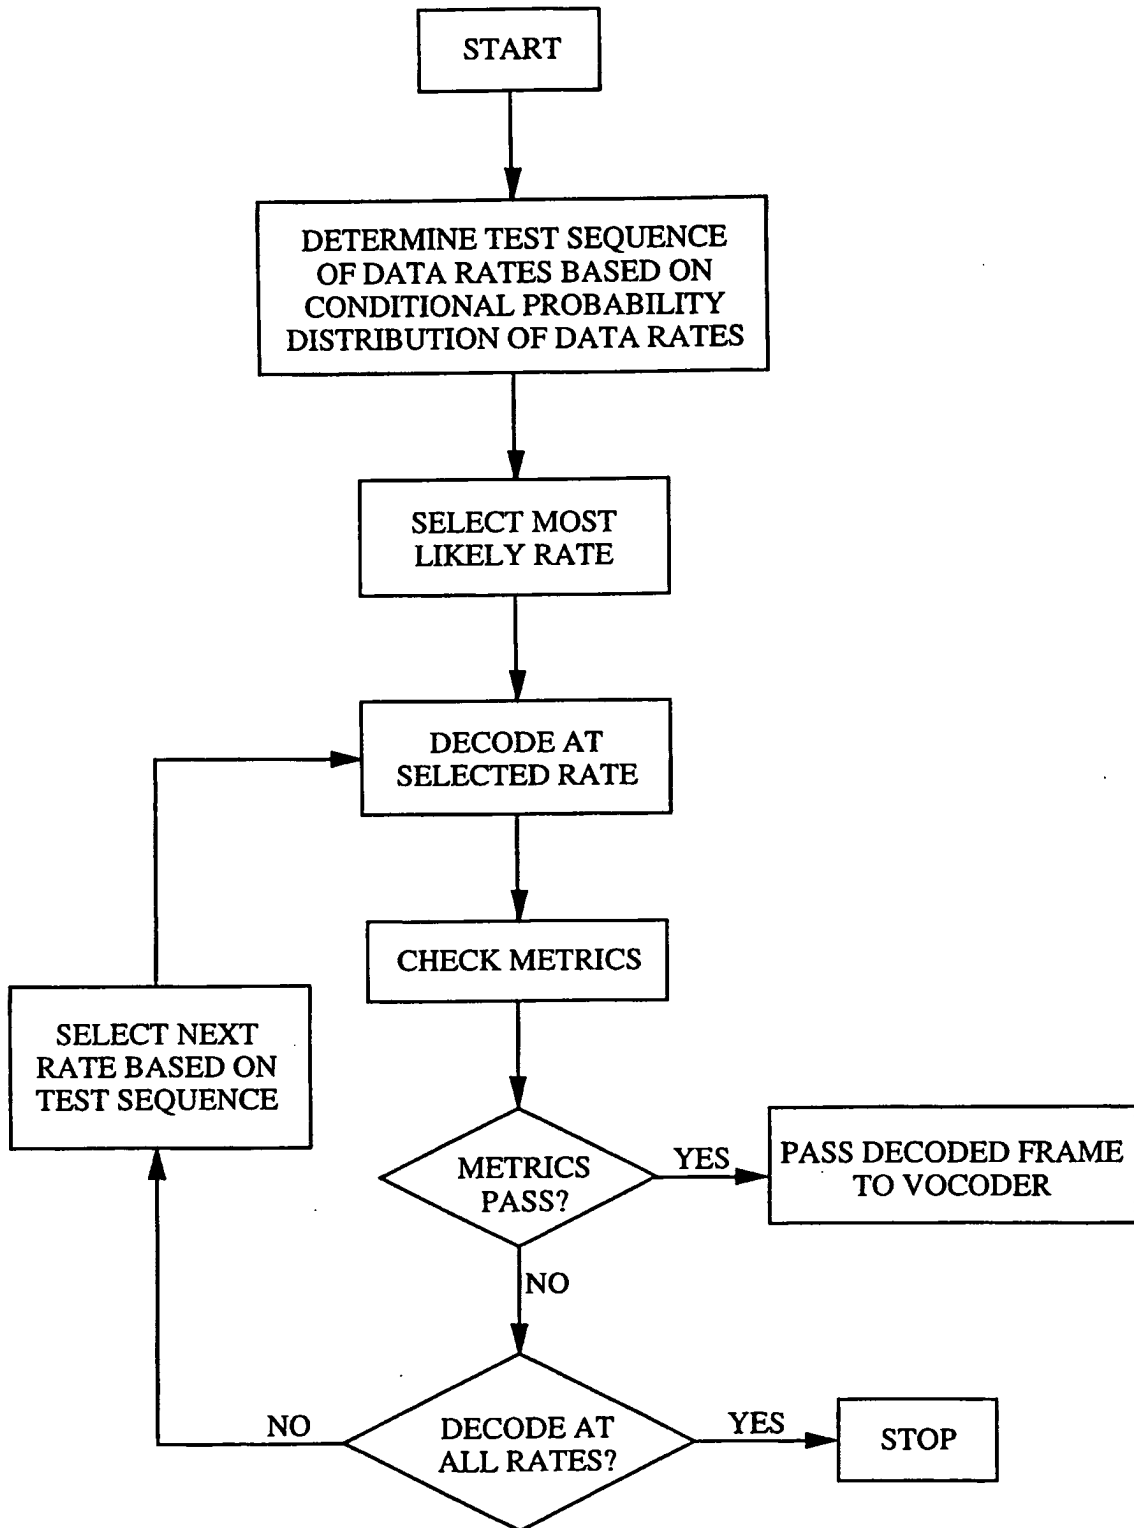 START
DETERMINE TEST SEQUENCE
OF DATA RATES BASED ON
CONDITIONAL PROBABILITY
DISTRIBUTION OF DATA RATES
SELECT MOST
LIKELY RATE
DECODE AT
SELECTED RATE
CHECK METRICS
SELECT NEXT
RATE BASED ON
TEST SEQUENCE
METRICS
PASS?
YES
PASS DECODED FRAME
TO VOCODER
NO
DECODE AT
ALL RATES?
NO
YES
STOP